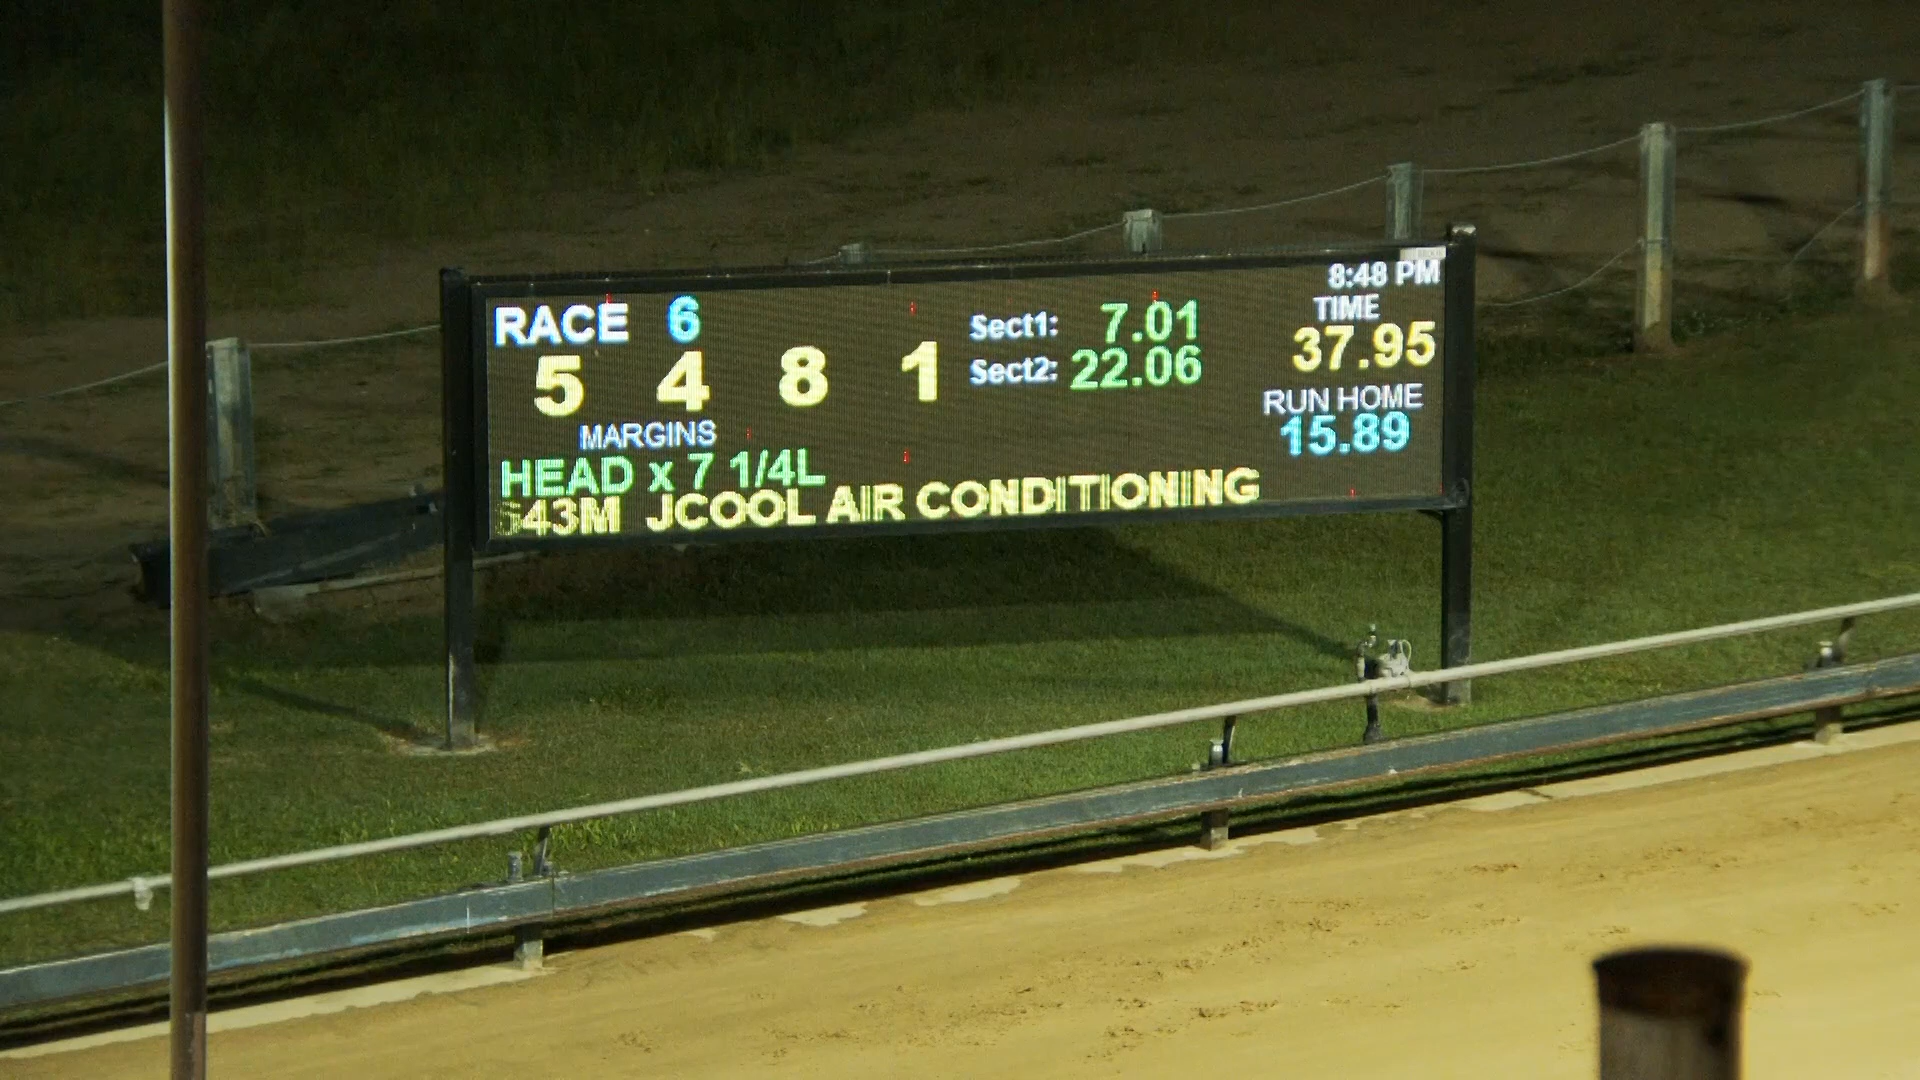 8:48 PM
RACE 6
Sect1: 7.01
TIME
37.95
5 4 8 1
Sect2: 22.06
RUN HOME
15.89
MARGINS
HEAD x 7 1/4L
643M JCOOL AIR CONDITIONING